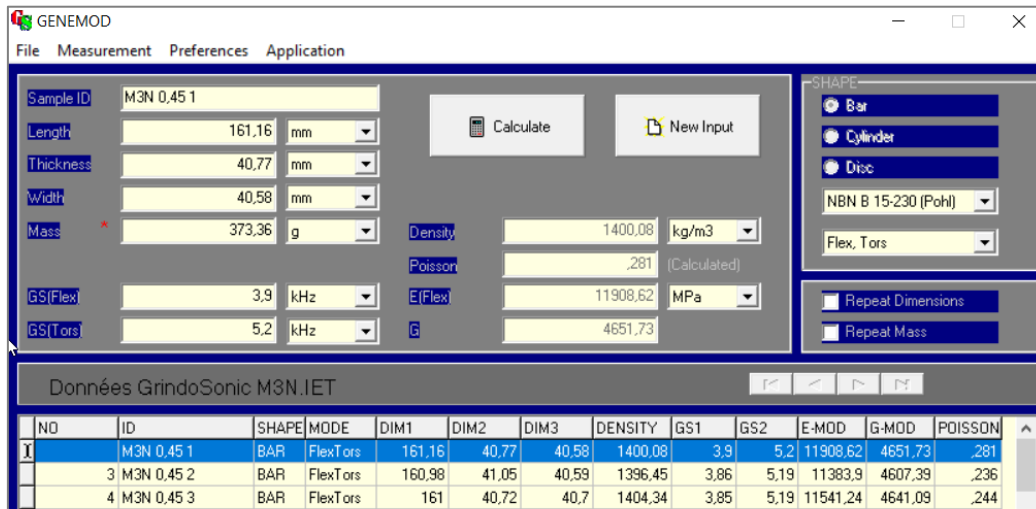 GENEMOD
File Measurement Preferences Application
Sample ID M3N 0,45 1
Length 161,16 mm
Thickness 40,77 mm
Width 40,58 mm
Mass * 373,36 g
GS(Flex) 3,9 kHz
GS(Tors) 5,2 kHz
Calculate
New Input
Density 1400,08 kg/m3
Poisson ,281 (Calculated)
E(Flex) 11908,62 MPa
G 4651,73
SHAPE
Bar
Cylinder
Disc
NBN B 15-230 (Pohl)
Flex, Tors
Repeat Dimensions
Repeat Mass
Données GrindoSonic M3N.IET
NO ID SHAPE MODE DIM1 DIM2 DIM3 DENSITY GS1 GS2 E-MOD G-MOD POISSON
M3N 0,45 1 BAR FlexTors 161,16 40,77 40,58 1400,08 3,9 5,2 11908,62 4651,73 ,281
3 M3N 0,45 2 BAR FlexTors 160,98 41,05 40,59 1396,45 3,86 5,19 11383,9 4607,39 ,236
4 M3N 0,45 3 BAR FlexTors 161 40,72 40,7 1404,34 3,85 5,19 11541,24 4641,09 ,244